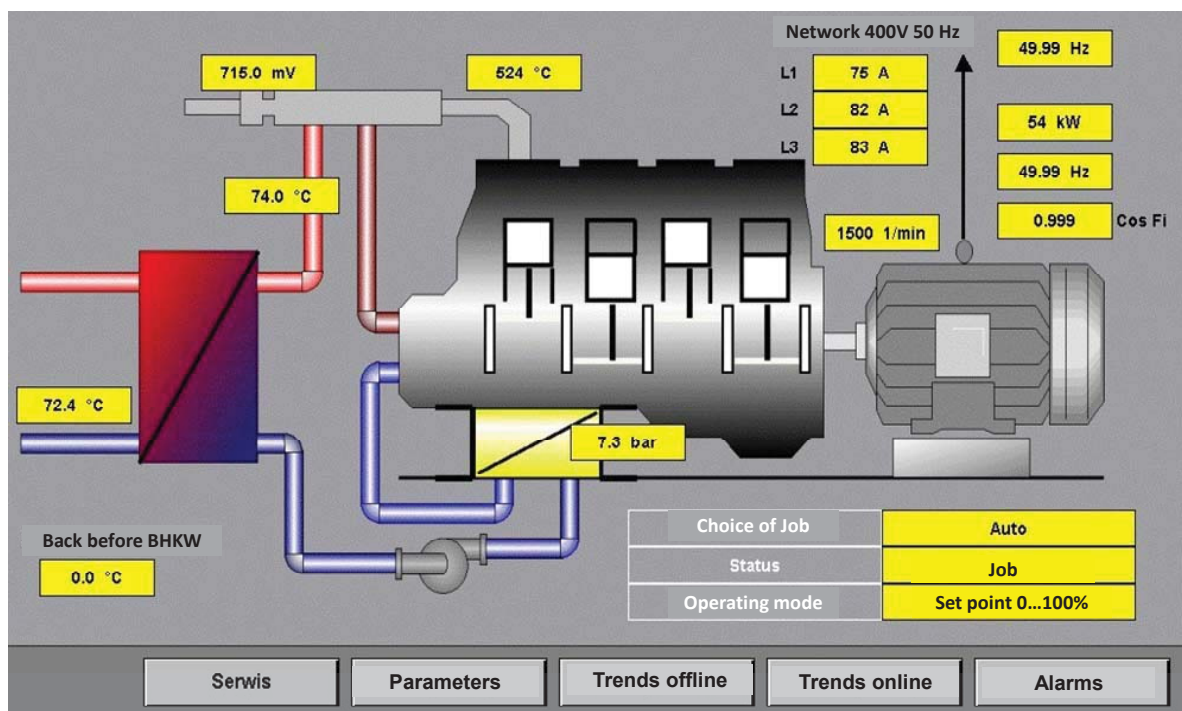 Network 400V 50 Hz
49.99 Hz
715.0 mV
524 °C
L1 75 A
L2 82 A
L3 83 A
54 kW
49.99 Hz
74.0 °C
1500 1/min
0.999 Cos Fi
72.4 °C
7.3 bar
Back before BHKW
0.0 °C
Choice of Job Auto
Status Job
Operating mode Set point 0...100%
Serwis Parameters Trends offline Trends online Alarms